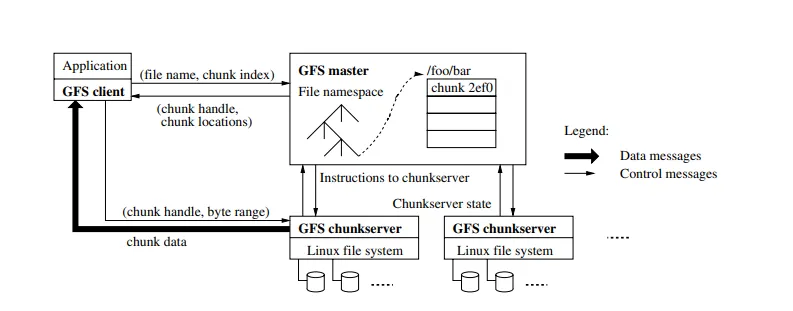 Application
GFS client
(file name, chunk index)
(chunk handle,
chunk locations)
GFS master
File namespace
/foo/bar
chunk 2ef0
Legend:
Data messages
Control messages
Instructions to chunkserver
Chunkserver state
(chunk handle, byte range)
chunk data
GFS chunkserver
Linux file system
GFS chunkserver
Linux file system